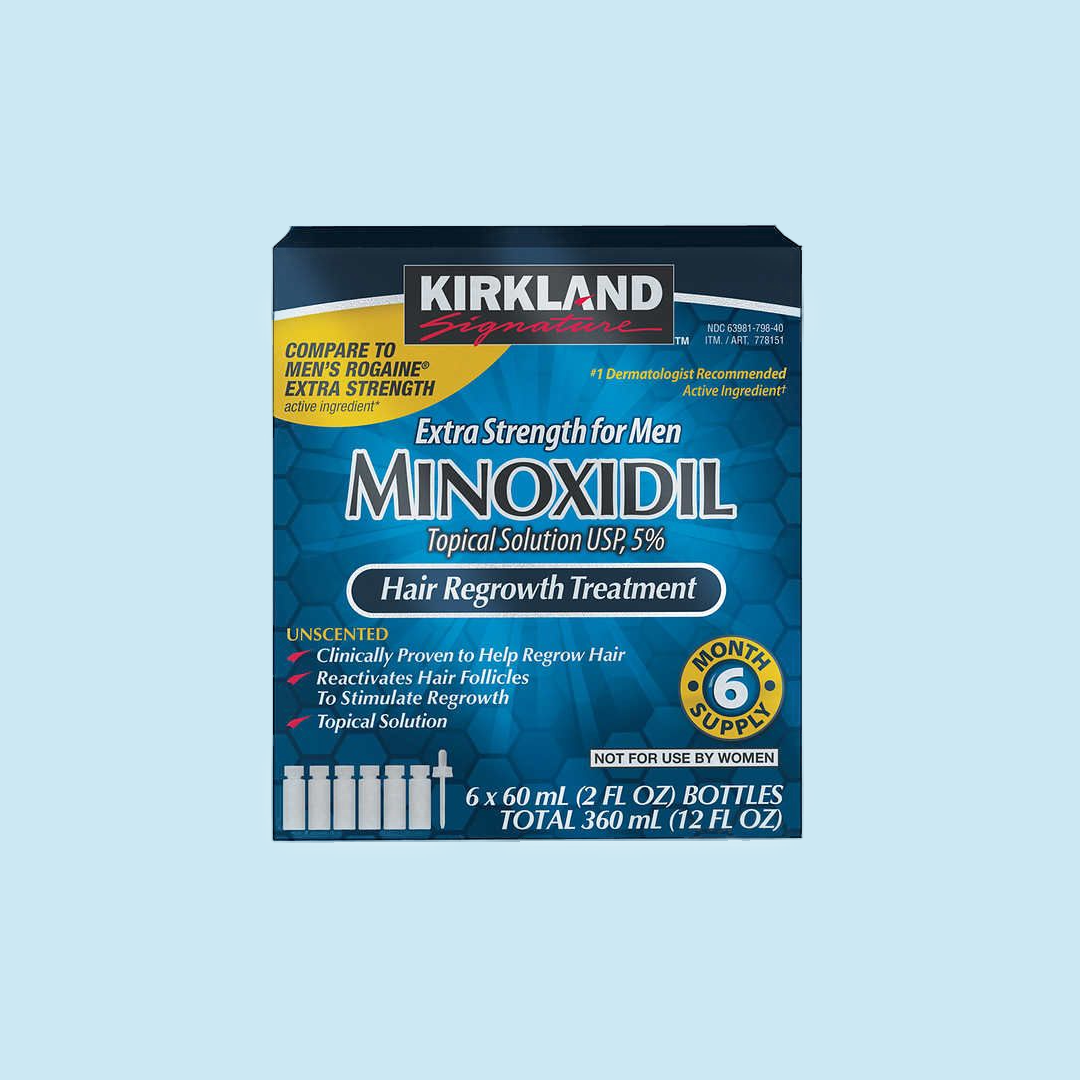 KIRKLAND
Signature™
NDC 63981-798-40
ITM. / ART. 778151
COMPARE TO
MEN'S ROGAINE®
EXTRA STRENGTH
active ingredient*
#1 Dermatologist Recommended
Active Ingredient†
Extra Strength for Men
MINOXIDIL
Topical Solution USP, 5%
Hair Regrowth Treatment
UNSCENTED
Clinically Proven to Help Regrow Hair
Reactivates Hair Follicles
To Stimulate Regrowth
Topical Solution
MONTH
6
SUPPLY
NOT FOR USE BY WOMEN
6 x 60 mL (2 FL OZ) BOTTLES
TOTAL 360 mL (12 FL OZ)